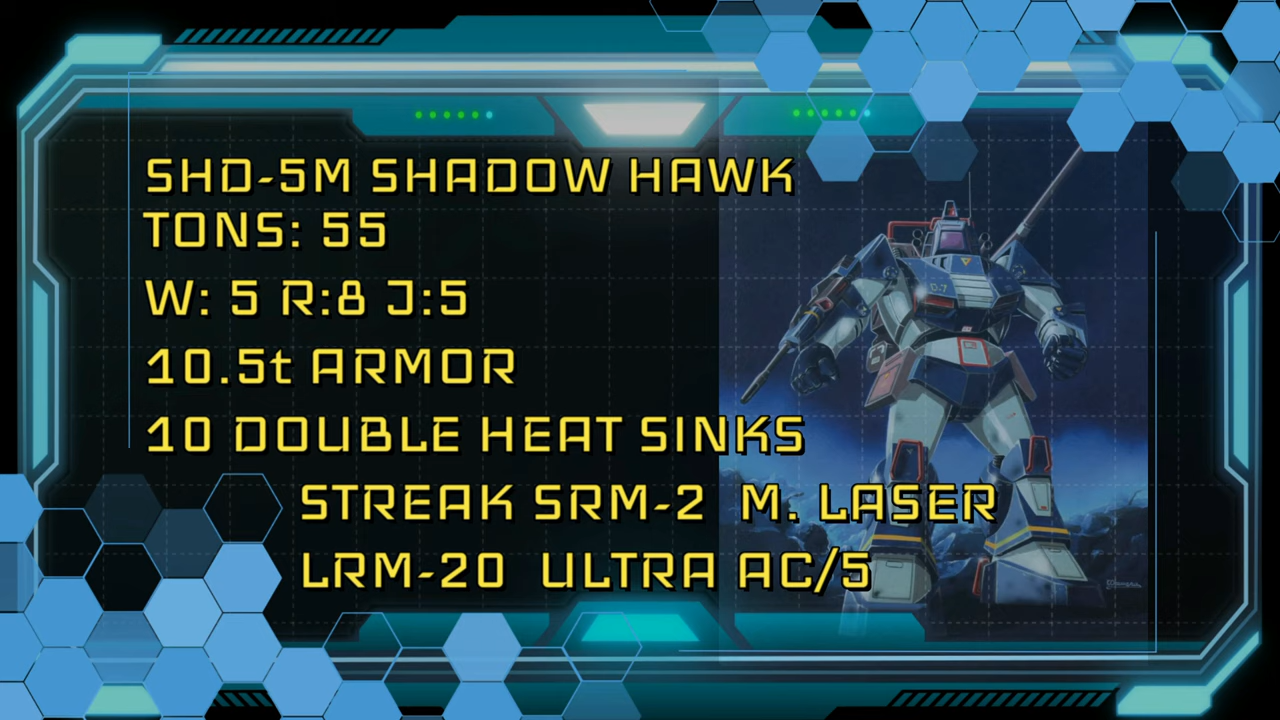 SHD-5M SHADOW HAWK
TONS: 55
W: 5 R:8 J:5
10.5t ARMOR
10 DOUBLE HEAT SINKS
STREAK SRM-2 M. LASER
LRM-20 ULTRA AC/5
D.7